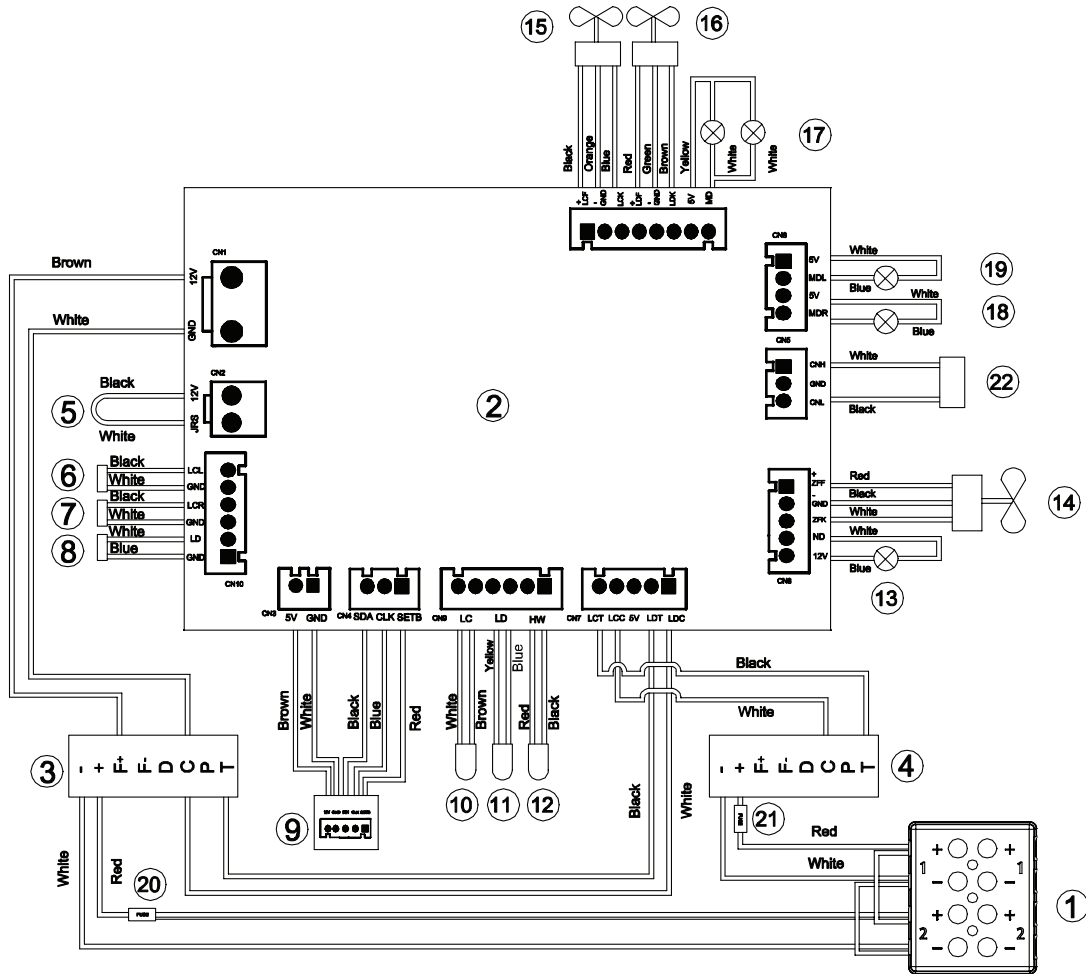 15
16
17
Black
Orange
Blue
Red
Green
Brown
Yellow
White
White
+ LCF
- GND
LCK
+ LDF
- GND
LDK
5V
MD
Brown
12V
CN1
White
GND
CN2
Black
12V
5
JRS
White
2
CN6
5V
White
MDL
Blue
19
5V
White
MDR
Blue
18
CN5
CNH
White
GND
22
CNL
Black
6
Black
LCL
White
GND
7
Black
LCR
White
GND
8
White
LD
Blue
GND
CN10
+ ZFF
Red
- GND
Black
14
ZFK
White
ND
White
12V
Blue
CN8
13
CN3 5V GND
CN4 SDA CLK SETB
CN9 LC LD HW
CN7 LCT LCC 5V LDT LDC
Brown
White
Black
Blue
Red
White
Brown
Yellow
Blue
Red
Black
Black
White
Black
White
3
- + F+ F- D C P T
4
- + F+ F- D C P T
9
10
11
12
21
FUSE
Red
White
White
Red
20
FUSE
+ +
1 1
- -
+ +
2 2
- -
1